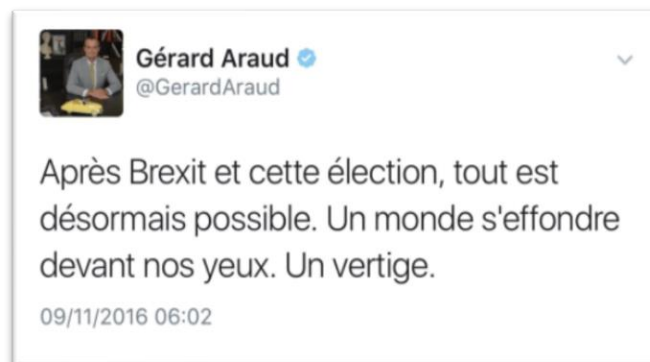 Gérard Araud
@GerardAraud
Après Brexit et cette élection, tout est
désormais possible. Un monde s'effondre
devant nos yeux. Un vertige.
09/11/2016 06:02